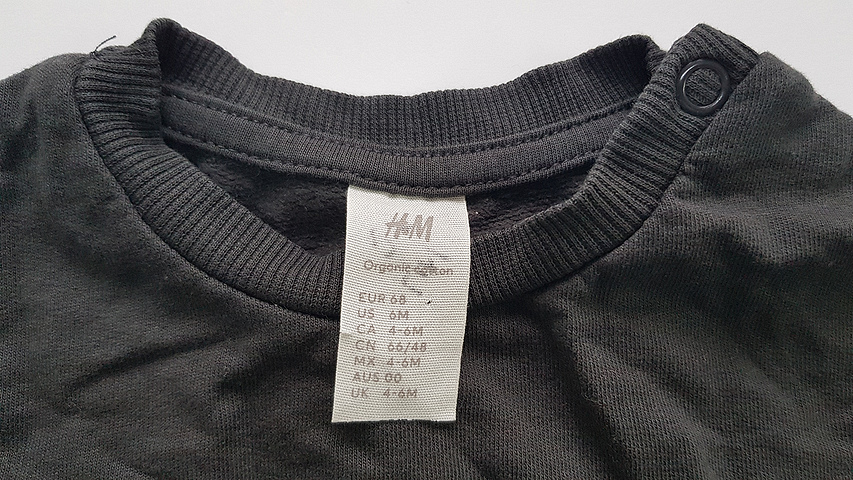 H&M
Organic cotton
EUR 68
US 6M
CA 4-6M
CN 66/48
MX 4-6M
AUS 00
UK 4-6M